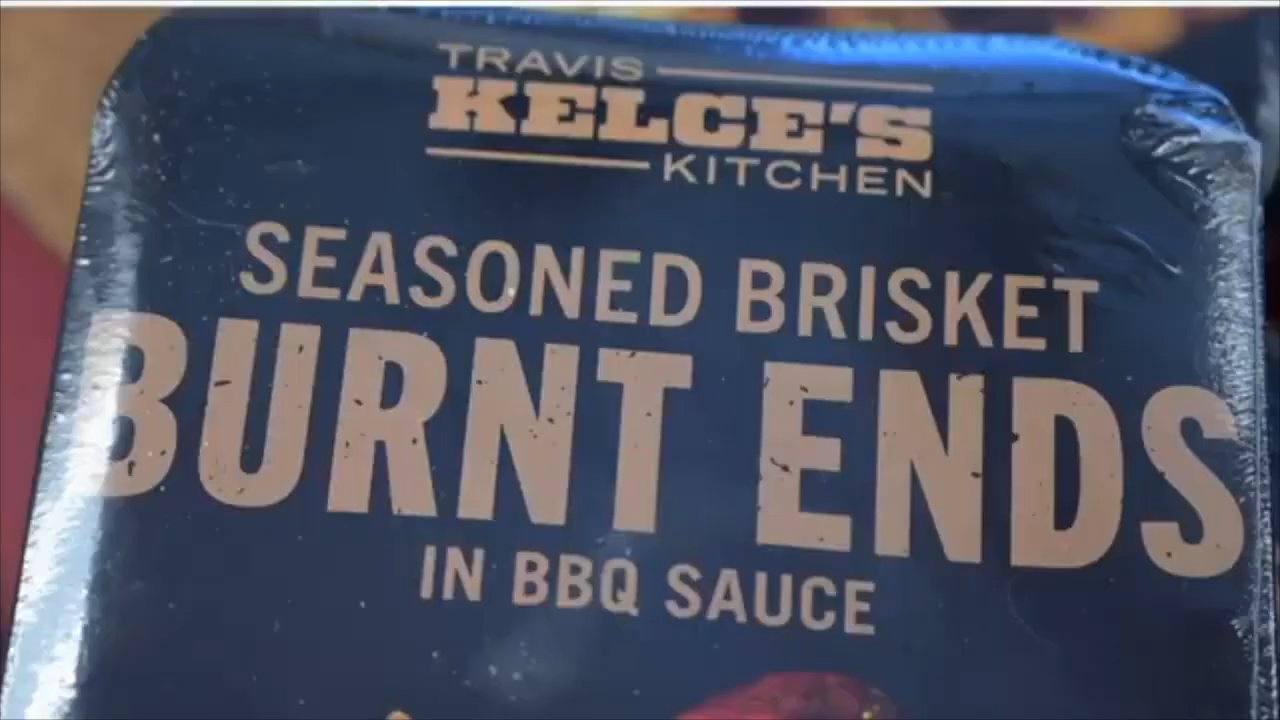 TRAVIS
KELCE'S
KITCHEN
SEASONED BRISKET
BURNT ENDS
IN BBQ SAUCE